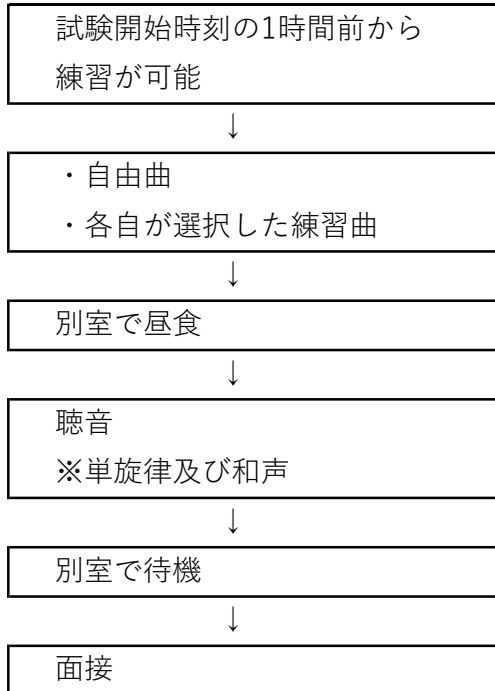 試験開始時刻の1時間前から
練習が可能
↓
・自由曲
・各自が選択した練習曲
↓
別室で昼食
↓
聴音
※単旋律及び和声
↓
別室で待機
↓
面接